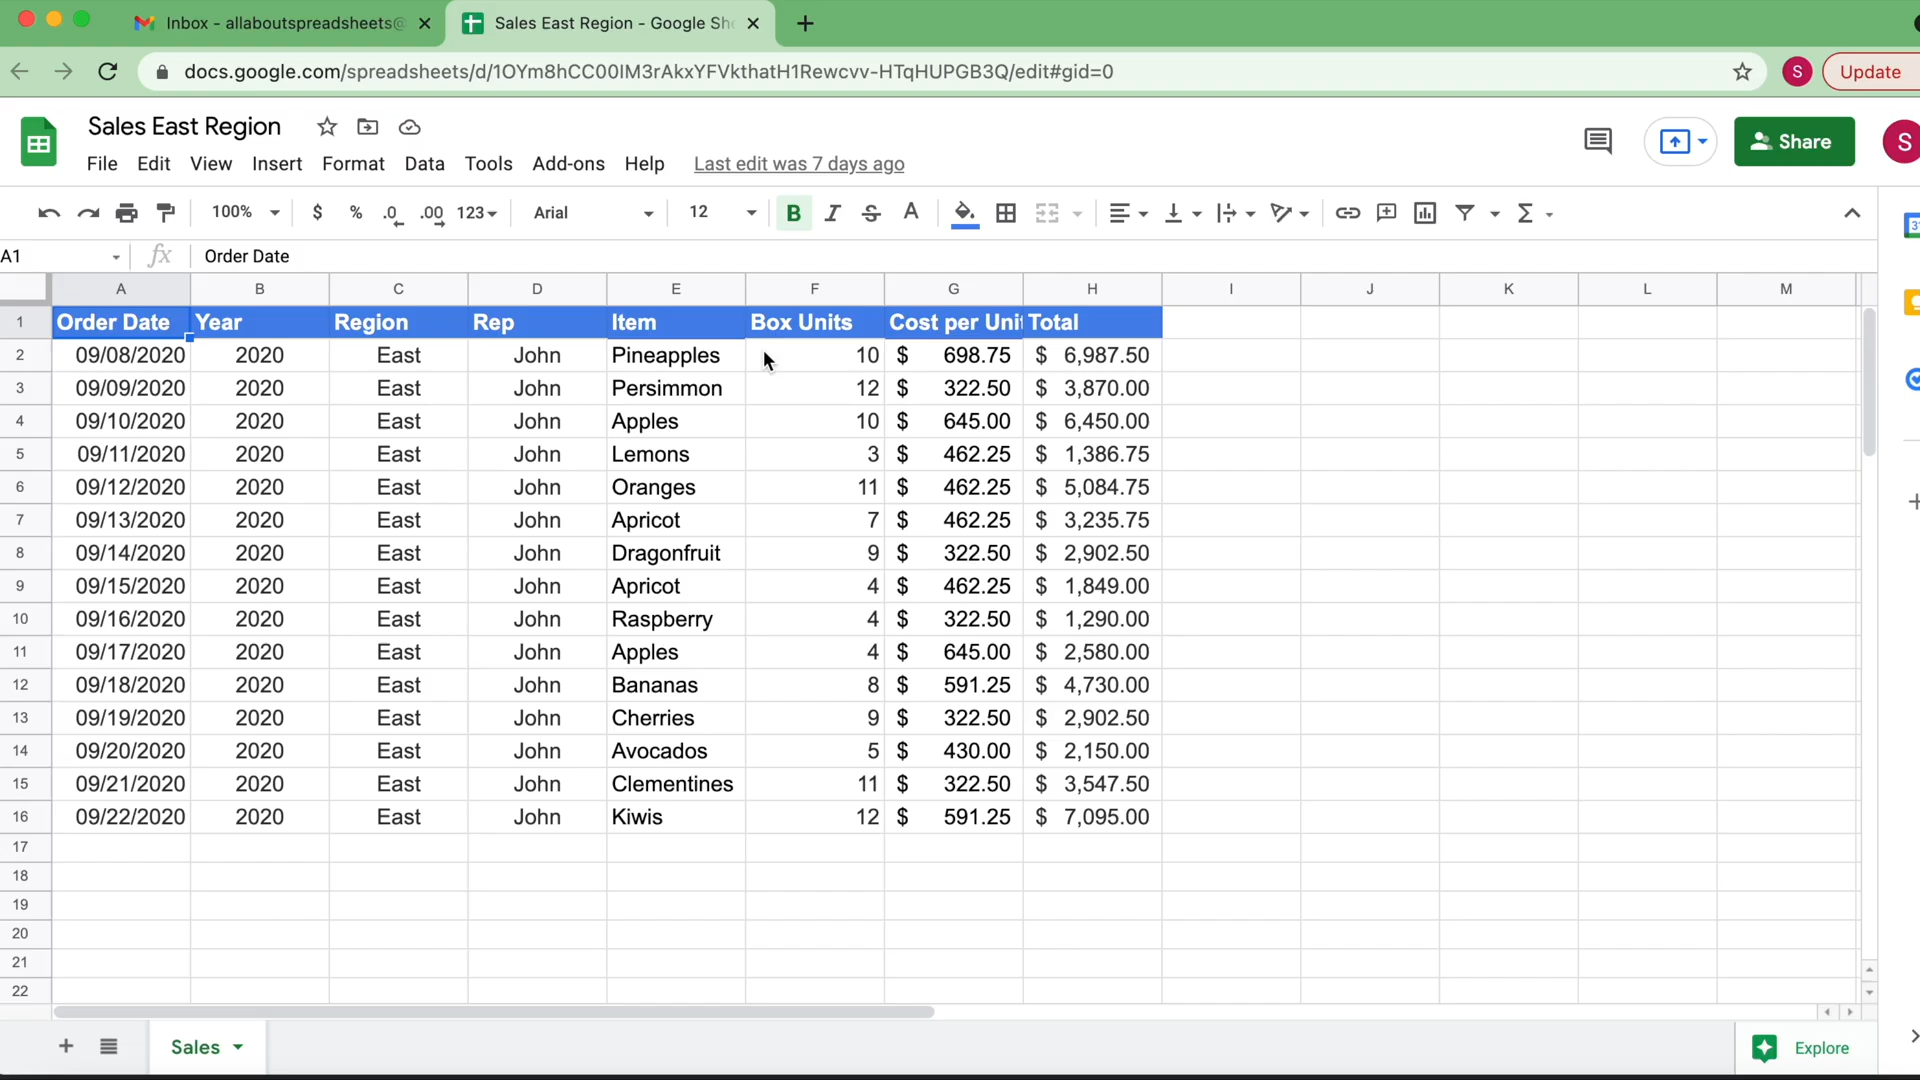 Inbox - allaboutspreadsheets@
Sales East Region - Google She
docs.google.com/spreadsheets/d/1OYm8hCC00IM3rAkxYFVkthatH1Rewcvv-HTqHUPGB3Q/edit#gid=0
S
Update
Sales East Region
Share
S
File Edit View Insert Format Data Tools Add-ons Help Last edit was 7 days ago
100% $ % .0 .00 123 Arial 12 B I S A Σ
31
A1 fx Order Date
A B C D E F G H I J K L M
1 Order Date Year Region Rep Item Box Units Cost per Unit Total
2 09/08/2020 2020 East John Pineapples 10 $ 698.75 $ 6,987.50
3 09/09/2020 2020 East John Persimmon 12 $ 322.50 $ 3,870.00
4 09/10/2020 2020 East John Apples 10 $ 645.00 $ 6,450.00
5 09/11/2020 2020 East John Lemons 3 $ 462.25 $ 1,386.75
6 09/12/2020 2020 East John Oranges 11 $ 462.25 $ 5,084.75
7 09/13/2020 2020 East John Apricot 7 $ 462.25 $ 3,235.75
8 09/14/2020 2020 East John Dragonfruit 9 $ 322.50 $ 2,902.50
9 09/15/2020 2020 East John Apricot 4 $ 462.25 $ 1,849.00
10 09/16/2020 2020 East John Raspberry 4 $ 322.50 $ 1,290.00
11 09/17/2020 2020 East John Apples 4 $ 645.00 $ 2,580.00
12 09/18/2020 2020 East John Bananas 8 $ 591.25 $ 4,730.00
13 09/19/2020 2020 East John Cherries 9 $ 322.50 $ 2,902.50
14 09/20/2020 2020 East John Avocados 5 $ 430.00 $ 2,150.00
15 09/21/2020 2020 East John Clementines 11 $ 322.50 $ 3,547.50
16 09/22/2020 2020 East John Kiwis 12 $ 591.25 $ 7,095.00
17
18
19
20
21
22
Sales
Explore